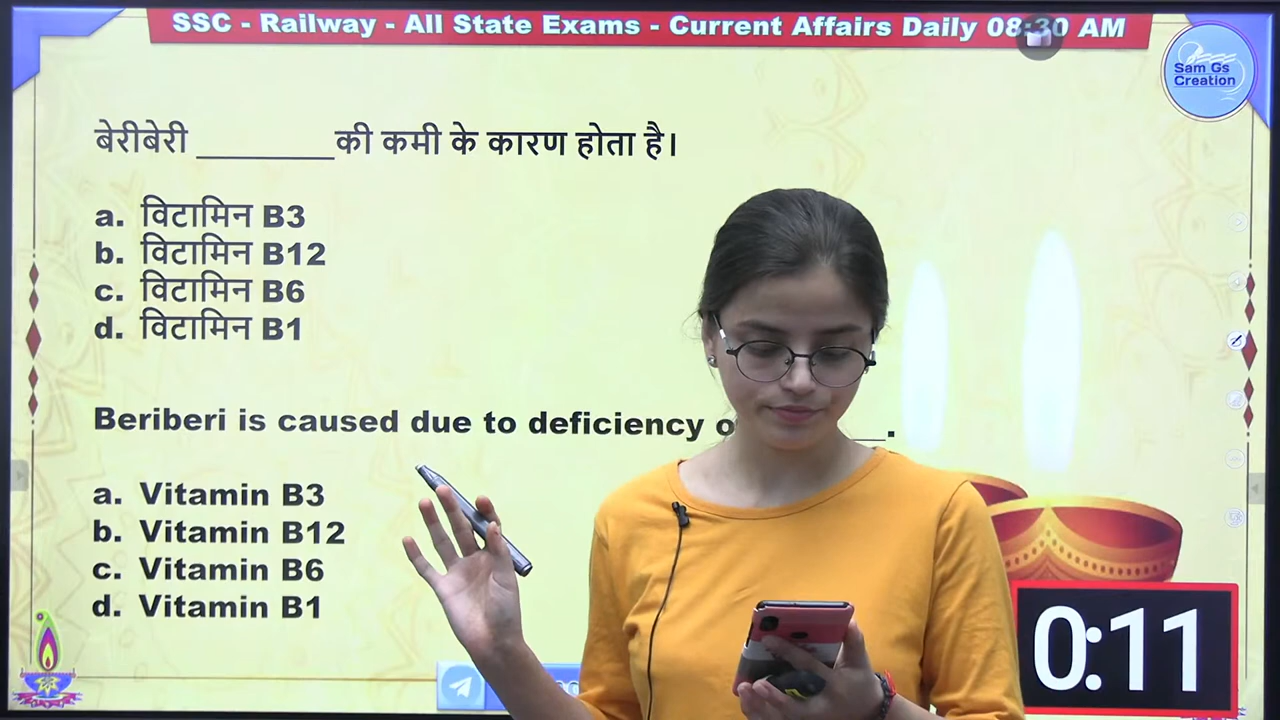 SSC - Railway - All State Exams - Current Affairs Daily 08:30 AM
Sam Gs
Creation
बेरीबेरी ________की कमी के कारण होता है।
a. विटामिन B3
b. विटामिन B12
c. विटामिन B6
d. विटामिन B1
Beriberi is caused due to deficiency ___.
a. Vitamin B3
b. Vitamin B12
c. Vitamin B6
d. Vitamin B1
0:11